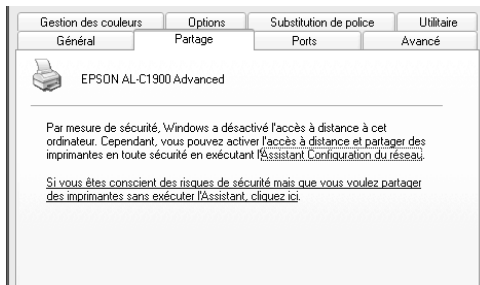 Gestion des couleurs Options Substitution de police Utilitaire
Général Partage Ports Avancé
EPSON AL-C1900 Advanced
Par mesure de sécurité, Windows a désactivé l'accès à distance à cet
ordinateur. Cependant, vous pouvez activer l'accès à distance et partager des
imprimantes en toute sécurité en exécutant l'Assistant Configuration du réseau.
Si vous êtes conscient des risques de sécurité mais que vous voulez partager
des imprimantes sans exécuter l'Assistant, cliquez ici.